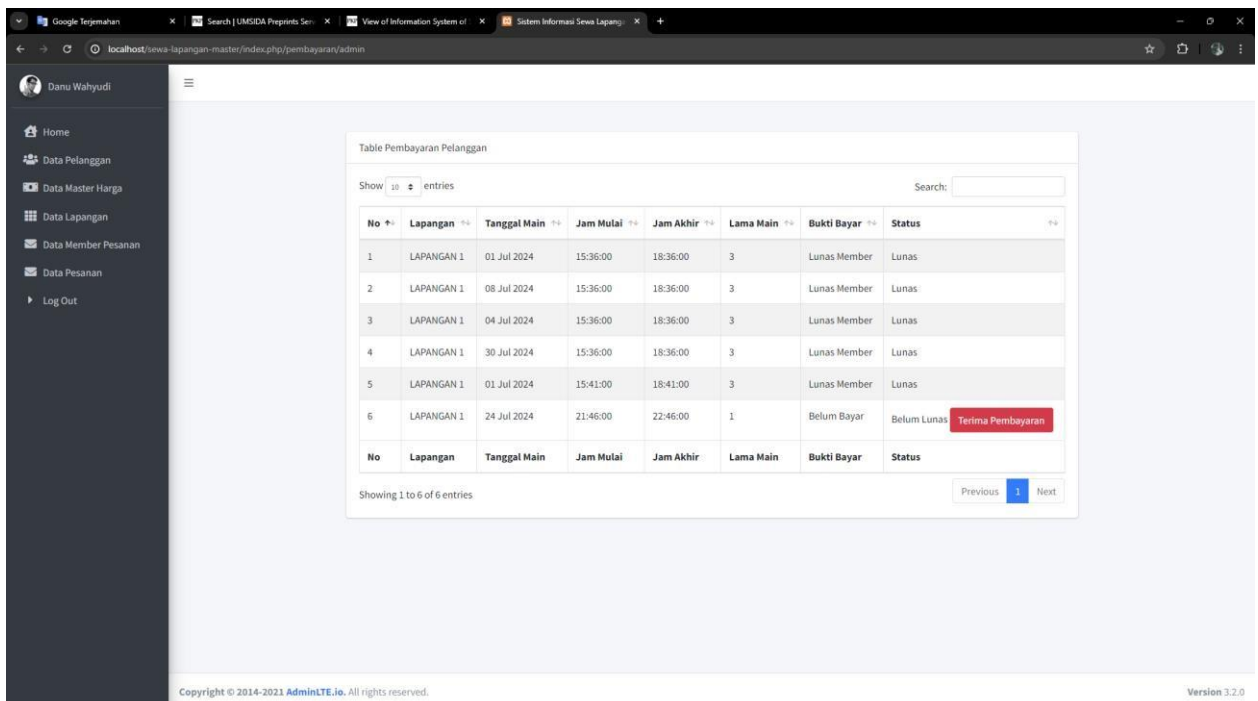 Google Terjemahan
Search | UMSIDA Preprints Ser
View of Information System of
Sistem Informasi Sewa Lapang
localhost/sewa-lapangan-master/index.php/pembayaran/admin
Danu Wahyudi
Home
Data Pelanggan
Data Master Harga
Data Lapangan
Data Member Pesanan
Data Pesanan
Log Out
Table Pembayaran Pelanggan
Show 10 entries Search:
No Lapangan Tanggal Main Jam Mulai Jam Akhir Lama Main Bukti Bayar Status
1 LAPANGAN 1 01 Jul 2024 15:36:00 18:36:00 3 Lunas Member Lunas
2 LAPANGAN 1 08 Jul 2024 15:36:00 18:36:00 3 Lunas Member Lunas
3 LAPANGAN 1 04 Jul 2024 15:36:00 18:36:00 3 Lunas Member Lunas
4 LAPANGAN 1 30 Jul 2024 15:36:00 18:36:00 3 Lunas Member Lunas
5 LAPANGAN 1 01 Jul 2024 15:41:00 18:41:00 3 Lunas Member Lunas
6 LAPANGAN 1 24 Jul 2024 21:46:00 22:46:00 1 Belum Bayar Belum Lunas Terima Pembayaran
No Lapangan Tanggal Main Jam Mulai Jam Akhir Lama Main Bukti Bayar Status
Showing 1 to 6 of 6 entries Previous 1 Next
Copyright © 2014-2021 AdminLTE.io. All rights reserved. Version 3.2.0